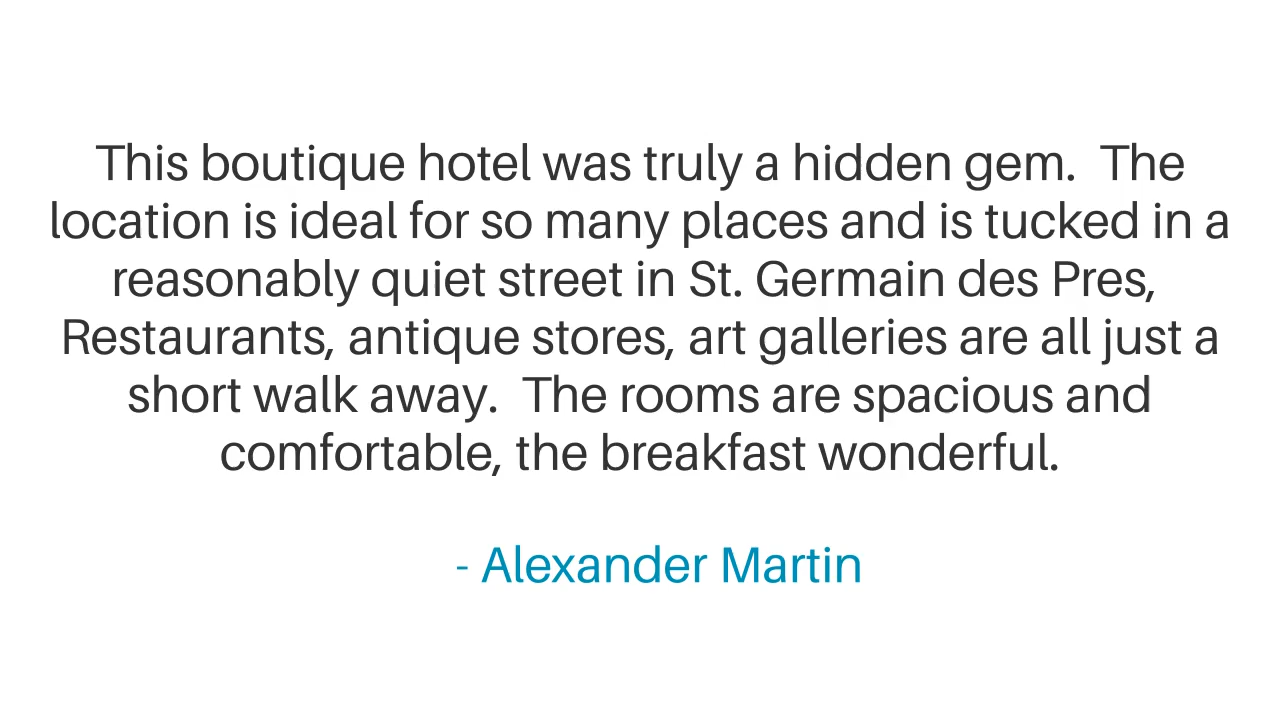 This boutique hotel was truly a hidden gem.  The
location is ideal for so many places and is tucked in a
reasonably quiet street in St. Germain des Pres,
Restaurants, antique stores, art galleries are all just a
short walk away.  The rooms are spacious and
comfortable, the breakfast wonderful.
- Alexander Martin